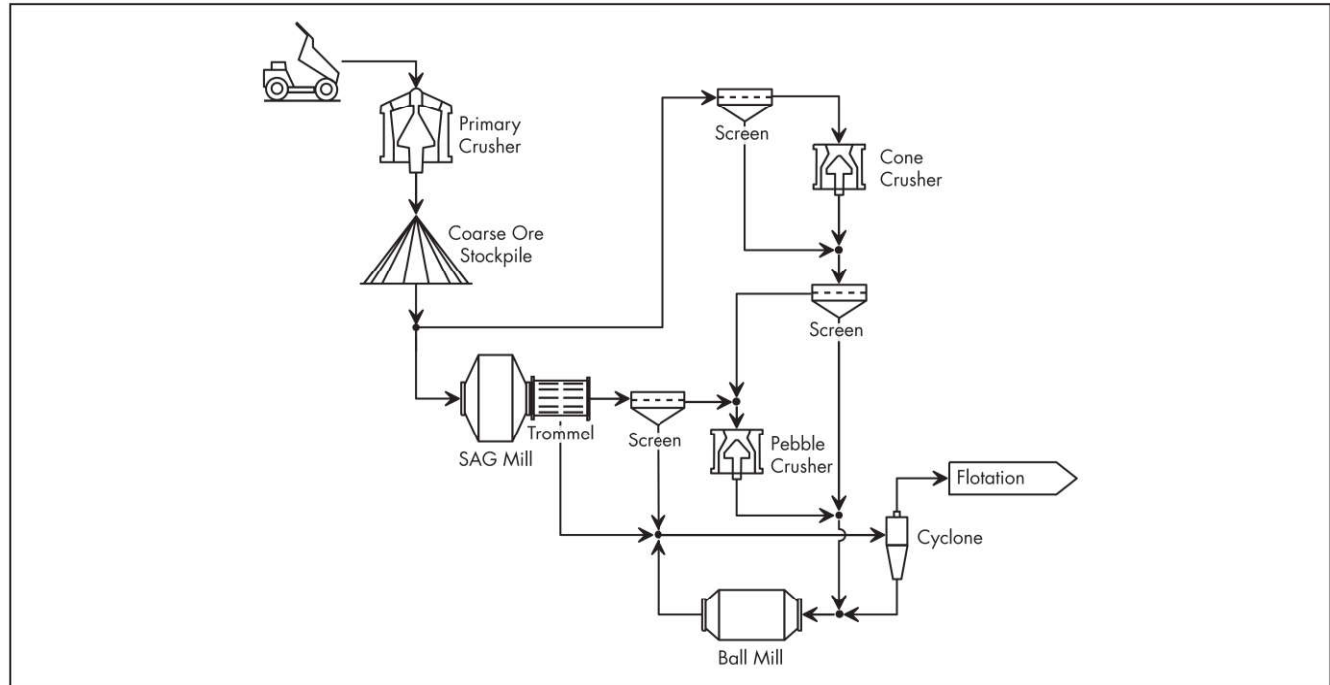 Primary
Crusher
Screen
Cone
Crusher
Coarse Ore
Stockpile
Screen
Trommel
SAG Mill
Screen
Pebble
Crusher
Flotation
Cyclone
Ball Mill